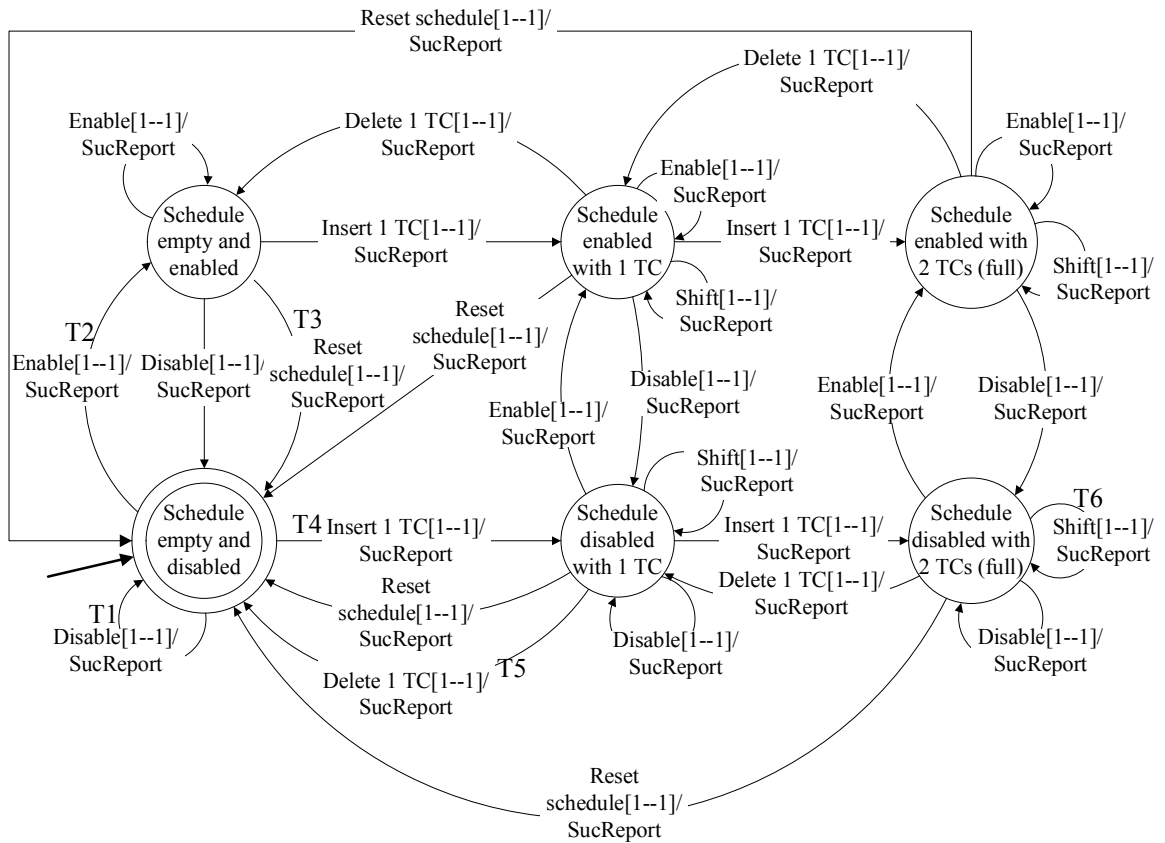 Reset schedule[1--1]/
SucReport
Delete 1 TC[1--1]/
SucReport
Enable[1--1]/
SucReport
Delete 1 TC[1--1]/
SucReport
Enable[1--1]/
SucReport
Enable[1--1]/
SucReport
Schedule
empty and
enabled
Insert 1 TC[1--1]/
SucReport
Schedule
enabled
with 1 TC
Insert 1 TC[1--1]/
SucReport
Schedule
enabled with
2 TCs (full)
Shift[1--1]/
SucReport
Shift[1--1]/
SucReport
T2
Enable[1--1]/
SucReport
Disable[1--1]/
SucReport
T3
Reset
schedule[1--1]/
SucReport
Reset
schedule[1--1]/
SucReport
Enable[1--1]/
SucReport
Disable[1--1]/
SucReport
Enable[1--1]/
SucReport
Disable[1--1]/
SucReport
Schedule
empty and
disabled
T4
Insert 1 TC[1--1]/
SucReport
Schedule
disabled
with 1 TC
Shift[1--1]/
SucReport
Insert 1 TC[1--1]/
SucReport
Delete 1 TC[1--1]/
SucReport
Schedule
disabled with
2 TCs (full)
T6
Shift[1--1]/
SucReport
T1
Disable[1--1]/
SucReport
Reset
schedule[1--1]/
SucReport
Disable[1--1]/
SucReport
Disable[1--1]/
SucReport
T5
Delete 1 TC[1--1]/
SucReport
Reset
schedule[1--1]/
SucReport